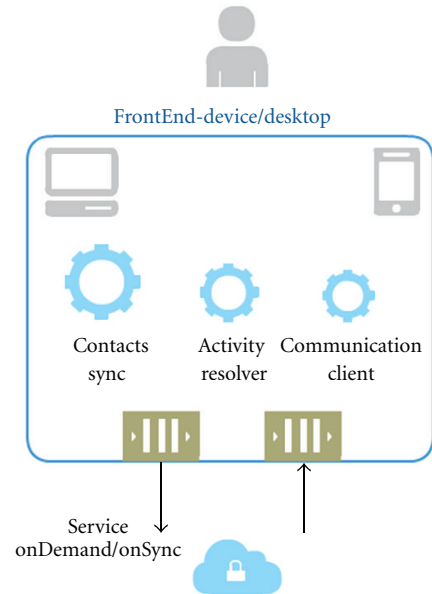 FrontEnd-device/desktop
Contacts
sync
Activity
resolver
Communication
client
Service
onDemand/onSync